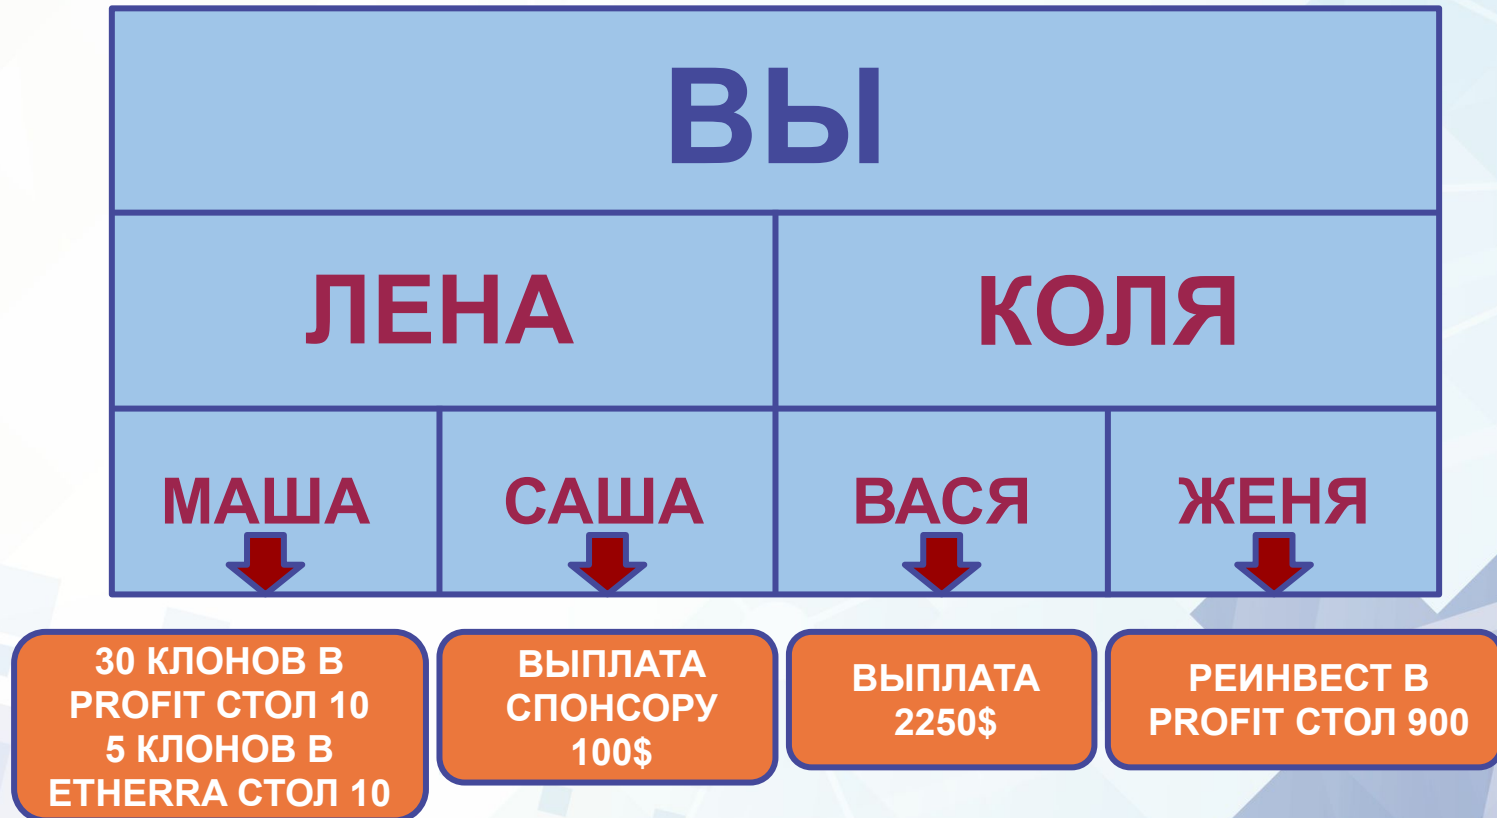 ВЫ
ЛЕНА
КОЛЯ
МАША
САША
ВАСЯ
ЖЕНЯ
30 КЛОНОВ В
PROFIT СТОЛ 10
5 КЛОНОВ В
ETHERRA СТОЛ 10
ВЫПЛАТА
СПОНСОРУ
100$
ВЫПЛАТА
2250$
РЕИНВЕСТ В
PROFIT СТОЛ 900